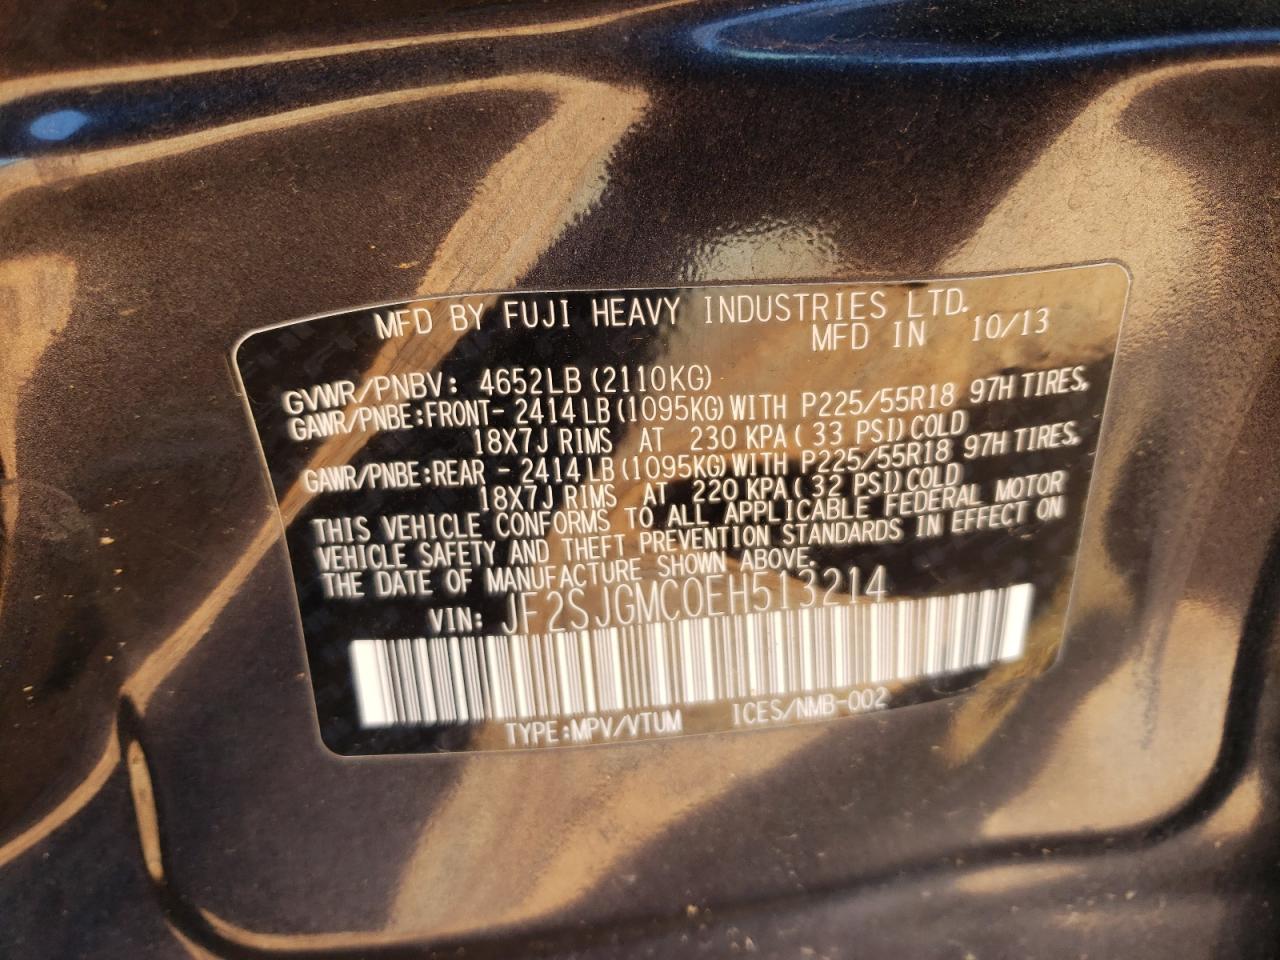 MFD BY FUJI HEAVY INDUSTRIES LTD.
MFD IN 10/13
GVWR/PNBV: 4652LB (2110KG)
GAWR/PNBE:FRONT- 2414 LB (1095KG) WITH P225/55R18 97H TIRES,
18X7J RIMS AT 230 KPA ( 33 PSI) COLD
GAWR/PNBE:REAR - 2414 LB (1095KG) WITH P225/55R18 97H TIRES,
18X7J RIMS AT 220 KPA ( 32 PSI) COLD
THIS VEHICLE CONFORMS TO ALL APPLICABLE FEDERAL MOTOR
VEHICLE SAFETY AND THEFT PREVENTION STANDARDS IN EFFECT ON
THE DATE OF MANUFACTURE SHOWN ABOVE.
VIN: JF2SJGMC0EH513214
TYPE:MPV/VTUM ICES/NMB-002